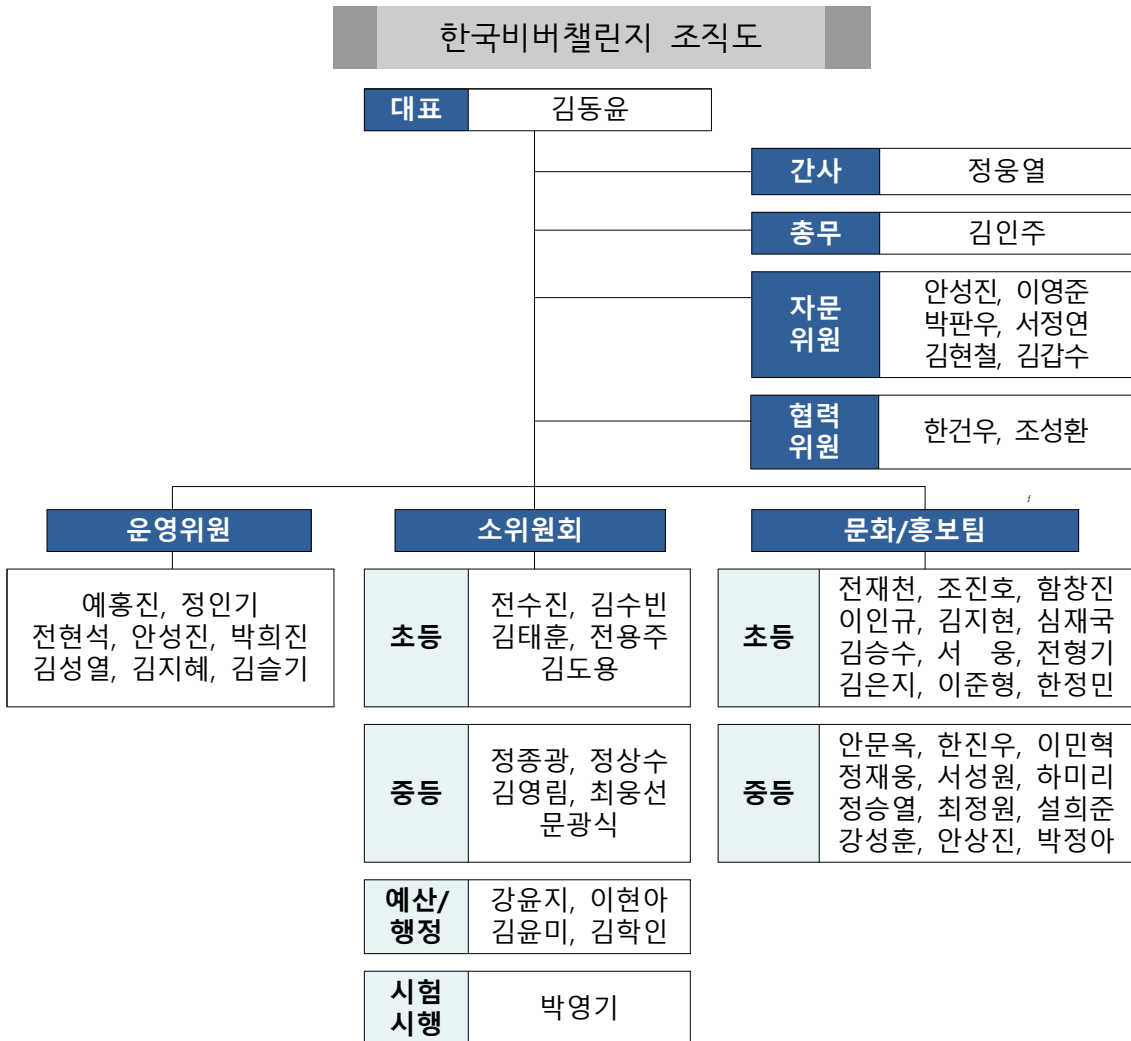 한국비버챌린지 조직도
대표
김동윤
간사
정웅열
총무
김인주
자문
위원
안성진, 이영준
박판우, 서정연
김현철, 김갑수
협력
위원
한건우, 조성환
f
운영위원
예홍진, 정인기
전현석, 안성진, 박희진
김성열, 김지혜, 김슬기
소위원회
초등
전수진, 김수빈
김태훈, 전용주
김도용
중등
정종광, 정상수
김영림, 최웅선
문광식
예산/
행정
강윤지, 이현아
김윤미, 김학인
시험
시행
박영기
문화/홍보팀
초등
전재천, 조진호, 함창진
이인규, 김지현, 심재국
김승수, 서 웅, 전형기
김은지, 이준형, 한정민
중등
안문옥, 한진우, 이민혁
정재웅, 서성원, 하미리
정승열, 최정원, 설희준
강성훈, 안상진, 박정아